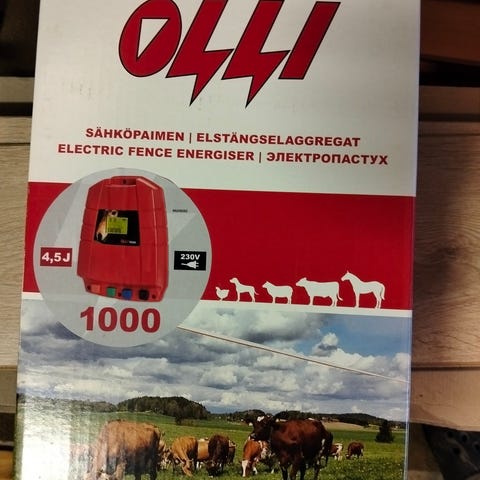 OLLI
SÄHKÖPAIMEN | ELSTÄNGSELAGGREGAT
ELECTRIC FENCE ENERGISER | ЭЛЕКТРОПАСТУХ
4,5J
230V
1000